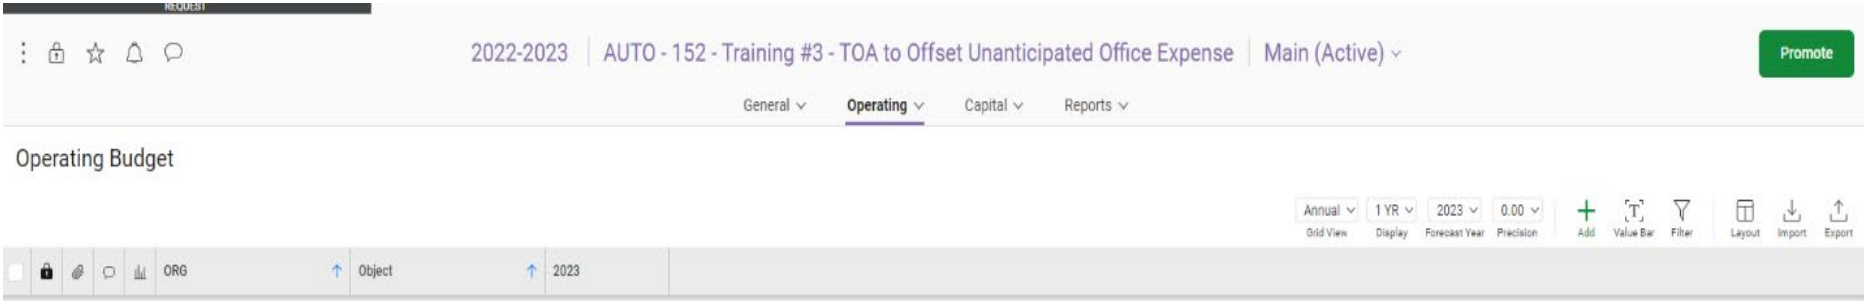 REQUEST
2022-2023 AUTO - 152 - Training #3 - TOA to Offset Unanticipated Office Expense Main (Active)
Promote
General Operating Capital Reports
Operating Budget
Annual 1 YR 2023 0.00
Grid View Display Forecast Year Precision Add Value Bar Filter Layout Import Export
ORG Object 2023